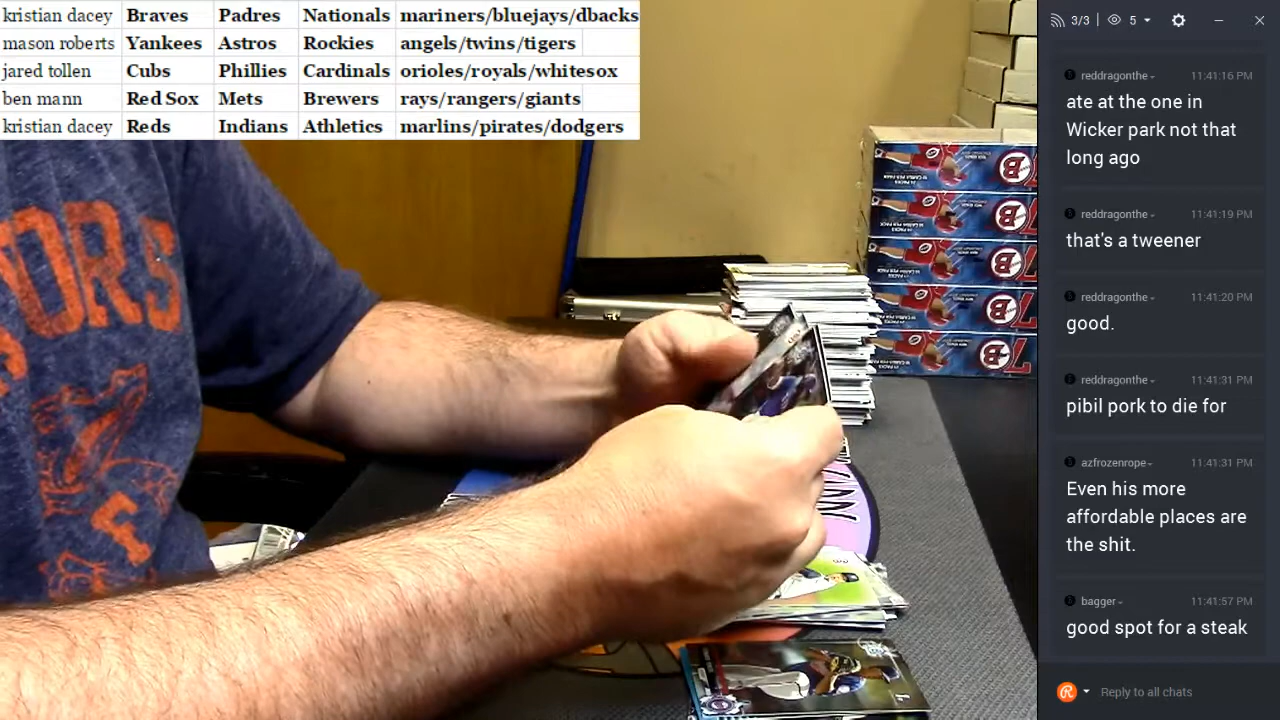 kristian dacey Braves Padres Nationals mariners/bluejays/dbacks
mason roberts Yankees Astros Rockies angels/twins/tigers
jared tollen Cubs Phillies Cardinals orioles/royals/whitesox
ben mann Red Sox Mets Brewers rays/rangers/giants
kristian dacey Reds Indians Athletics marlins/pirates/dodgers
3/3 5
reddragonthe 11:41:16 PM
ate at the one in
Wicker park not that
long ago
reddragonthe 11:41:19 PM
that's a tweener
reddragonthe 11:41:20 PM
good.
reddragonthe 11:41:31 PM
pibil pork to die for
azfrozenrope 11:41:31 PM
Even his more
affordable places are
the shit.
bagger 11:41:57 PM
good spot for a steak
Reply to all chats
ORS